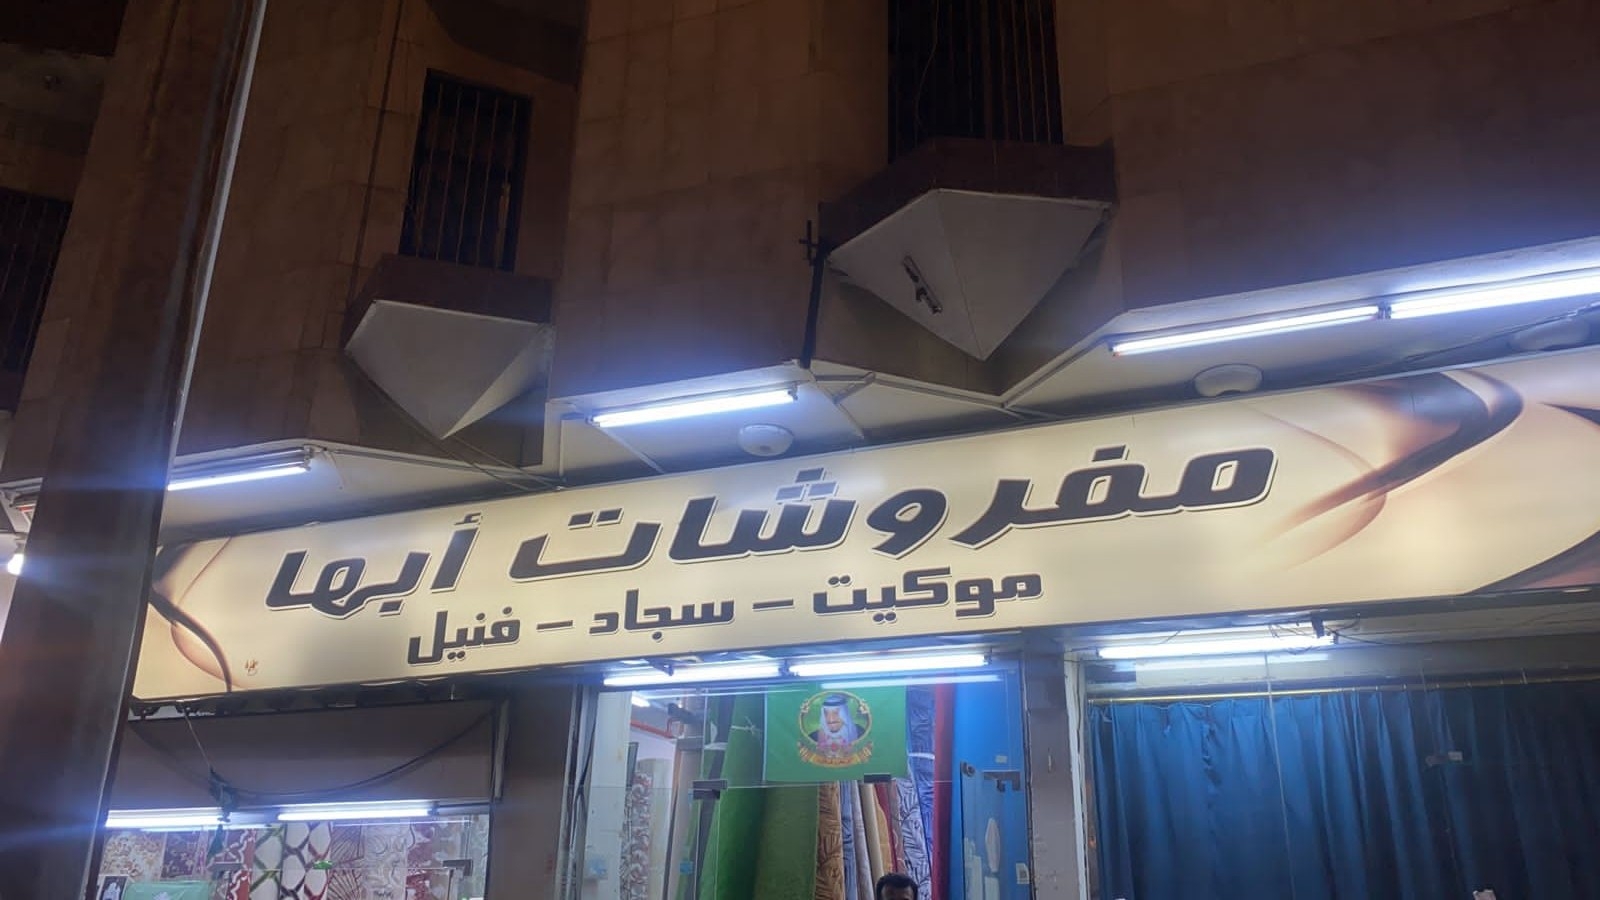 مفروشات أبها
موكيت - سجاد - فنيل